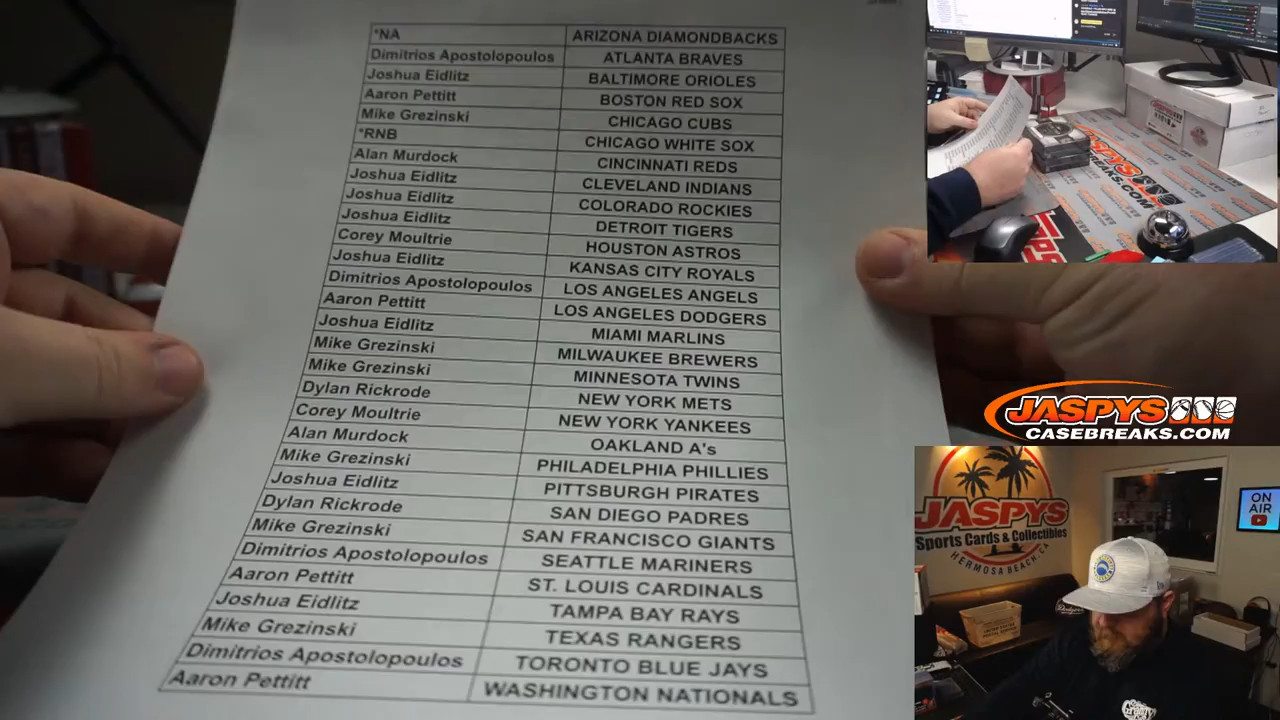 *NA ARIZONA DIAMONDBACKS
Dimitrios Apostolopoulos ATLANTA BRAVES
Joshua Eidlitz BALTIMORE ORIOLES
Aaron Pettitt BOSTON RED SOX
Mike Grezinski CHICAGO CUBS
*RNB CHICAGO WHITE SOX
Alan Murdock CINCINNATI REDS
Joshua Eidlitz CLEVELAND INDIANS
Joshua Eidlitz COLORADO ROCKIES
Joshua Eidlitz DETROIT TIGERS
Corey Moultrie HOUSTON ASTROS
Joshua Eidlitz KANSAS CITY ROYALS
Dimitrios Apostolopoulos LOS ANGELES ANGELS
Aaron Pettitt LOS ANGELES DODGERS
Joshua Eidlitz MIAMI MARLINS
Mike Grezinski MILWAUKEE BREWERS
Mike Grezinski MINNESOTA TWINS
Dylan Rickrode NEW YORK METS
Corey Moultrie NEW YORK YANKEES
Alan Murdock OAKLAND A's
Mike Grezinski PHILADELPHIA PHILLIES
Joshua Eidlitz PITTSBURGH PIRATES
Dylan Rickrode SAN DIEGO PADRES
Mike Grezinski SAN FRANCISCO GIANTS
Dimitrios Apostolopoulos SEATTLE MARINERS
Aaron Pettitt ST. LOUIS CARDINALS
Joshua Eidlitz TAMPA BAY RAYS
Mike Grezinski TEXAS RANGERS
Dimitrios Apostolopoulos TORONTO BLUE JAYS
Aaron Pettitt WASHINGTON NATIONALS
JASPYS
CASEBREAKS.COM
JASPYS
Sports Cards & Collectibles
HERMOSA BEACH, CA
ON
AIR
Dodgers